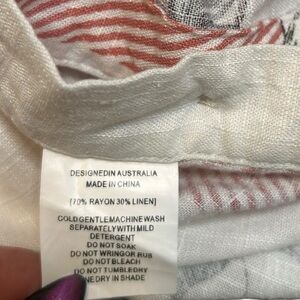 DESIGNEDIN AUSTRALIA
MADE IN CHINA
[70% RAYON 30% LINEN]
COLD GENTLE MACHINE WASH
SEPARATELY WITH MILD
DETERGENT
DO NOT SOAK
DO NOT WRINGOR RUB
DO NOT BLEACH
DO NOT TUMBLEDRY
DRY IN SHADE